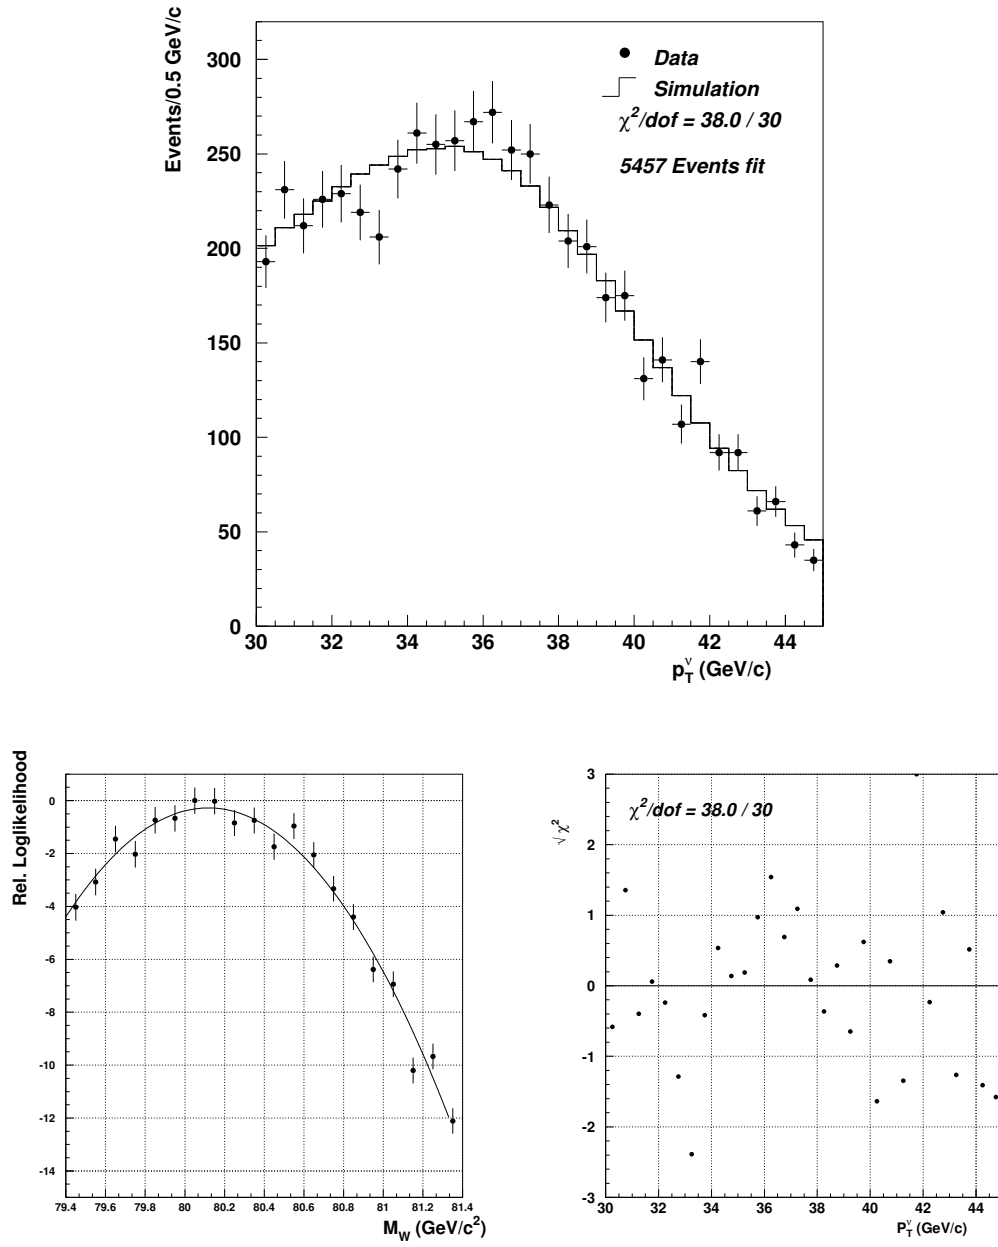 Events/0.5 GeV/c
300
250
200
150
100
50
0
Data
Simulation
χ²/dof = 38.0 / 30
5457 Events fit
30 32 34 36 38 40 42 44
p_T^ν (GeV/c)
Rel. Loglikelihood
0
-2
-4
-6
-8
-10
-12
-14
79.4 79.6 79.8 80 80.2 80.4 80.6 80.8 81 81.2 81.4
M_W (GeV/c²)
√χ²
3
2
1
0
-1
-2
-3
χ²/dof = 38.0 / 30
30 32 34 36 38 40 42 44
P_T^ν (GeV/c)